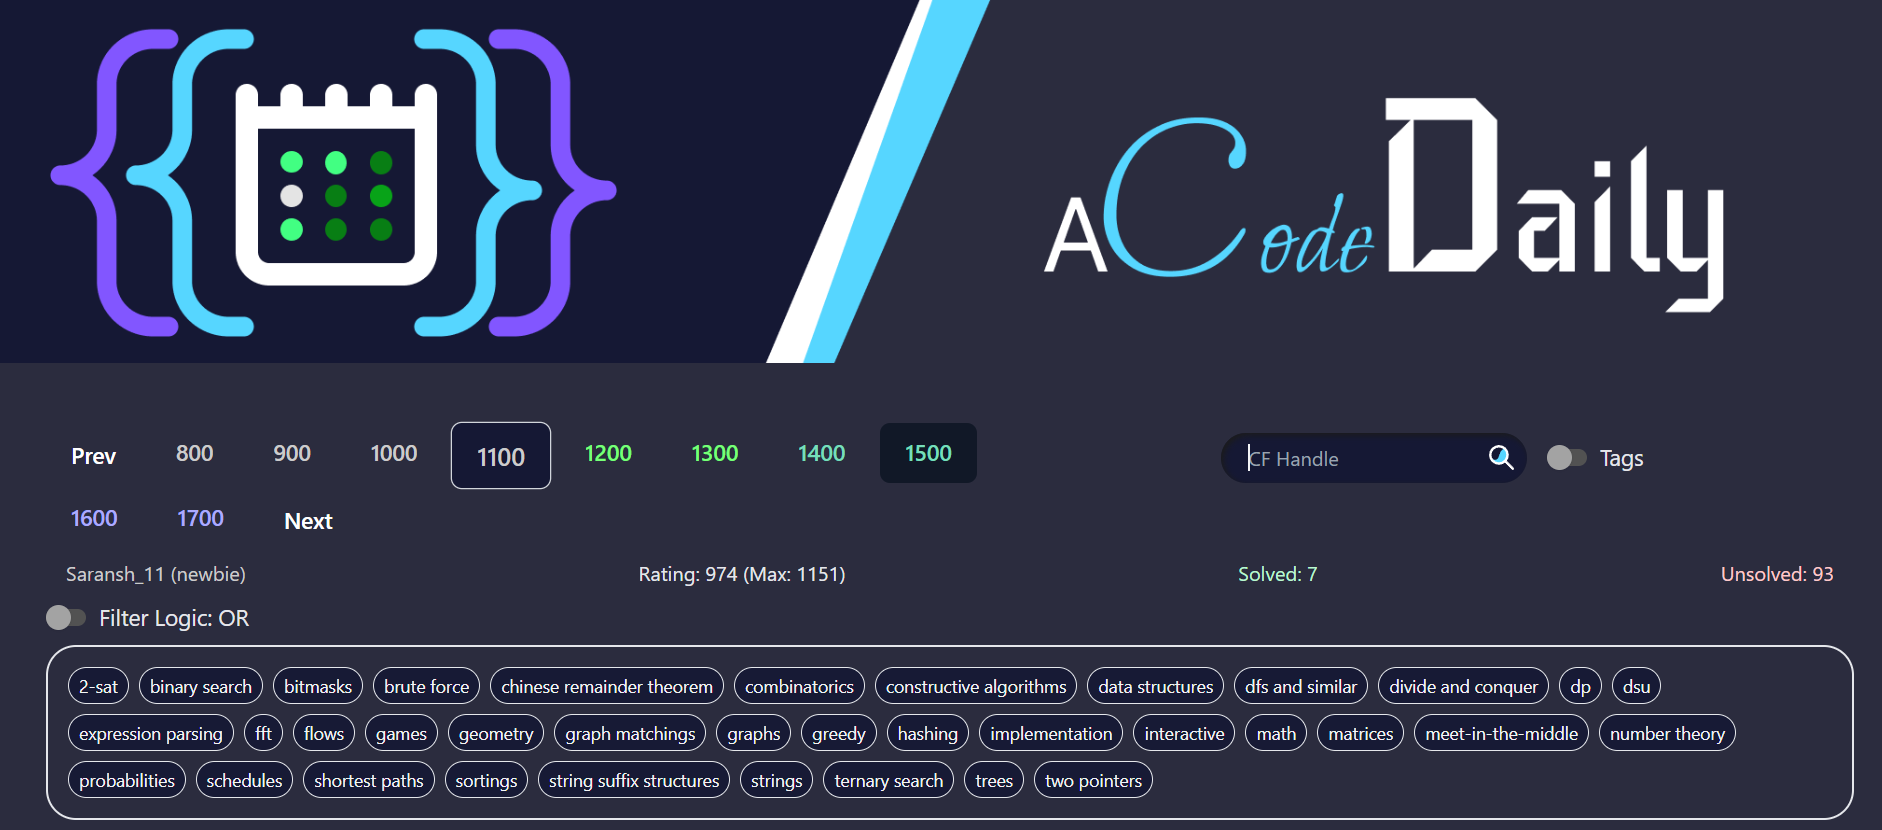 ACodeDaily
Prev 800 900 1000 1100 1200 1300 1400 1500
CF Handle
Tags
1600 1700 Next
Saransh_11 (newbie) Rating: 974 (Max: 1151) Solved: 7 Unsolved: 93
Filter Logic: OR
2-sat binary search bitmasks brute force chinese remainder theorem combinatorics constructive algorithms data structures dfs and similar divide and conquer dp dsu
expression parsing fft flows games geometry graph matchings graphs greedy hashing implementation interactive math matrices meet-in-the-middle number theory
probabilities schedules shortest paths sortings string suffix structures strings ternary search trees two pointers